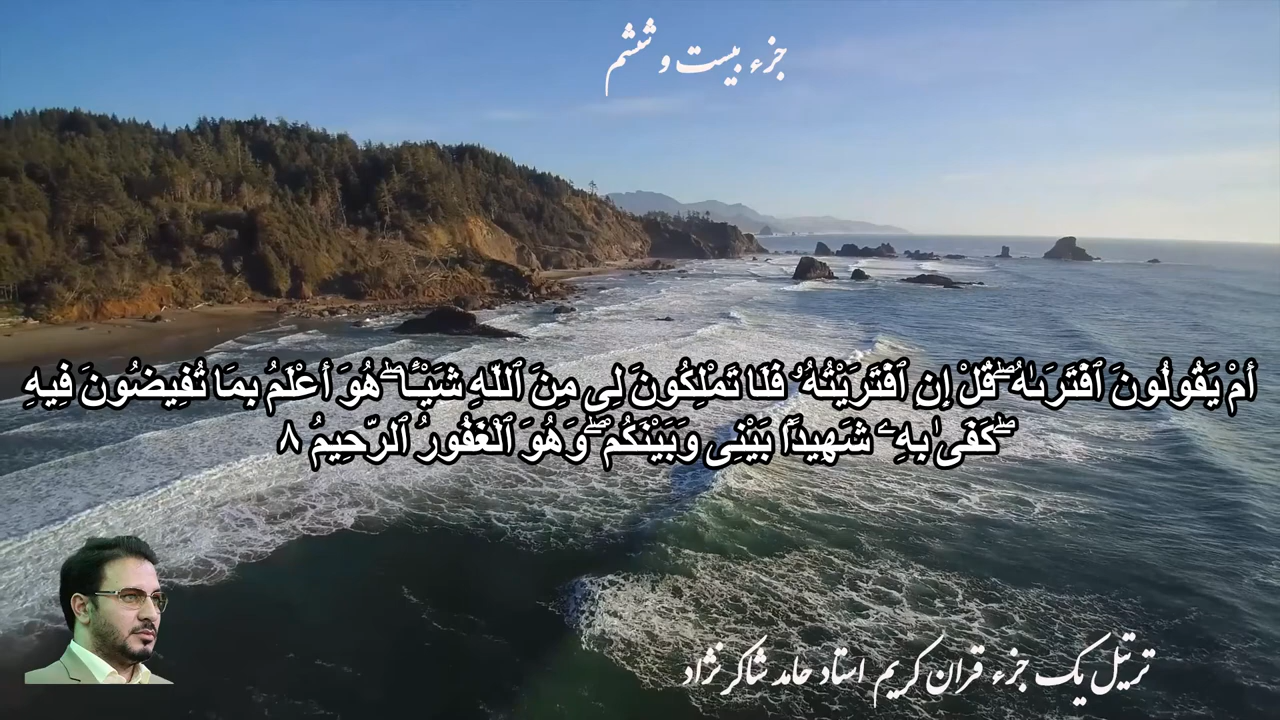 جزء بیست و ششم
أَمْ يَقُولُونَ ٱفْتَرَىٰهُ ۖ قُلْ إِنِ ٱفْتَرَيْتُهُۥ فَلَا تَمْلِكُونَ لِى مِنَ ٱللَّهِ شَيْـًٔا ۖ هُوَ أَعْلَمُ بِمَا تُفِيضُونَ فِيهِ
ۖ كَفَىٰ بِهِۦ شَهِيدًۢا بَيْنِى وَبَيْنَكُمْ ۖ وَهُوَ ٱلْغَفُورُ ٱلرَّحِيمُ ٨
ترتیل یک جزء قران کریم استاد حامد شاکرنژاد